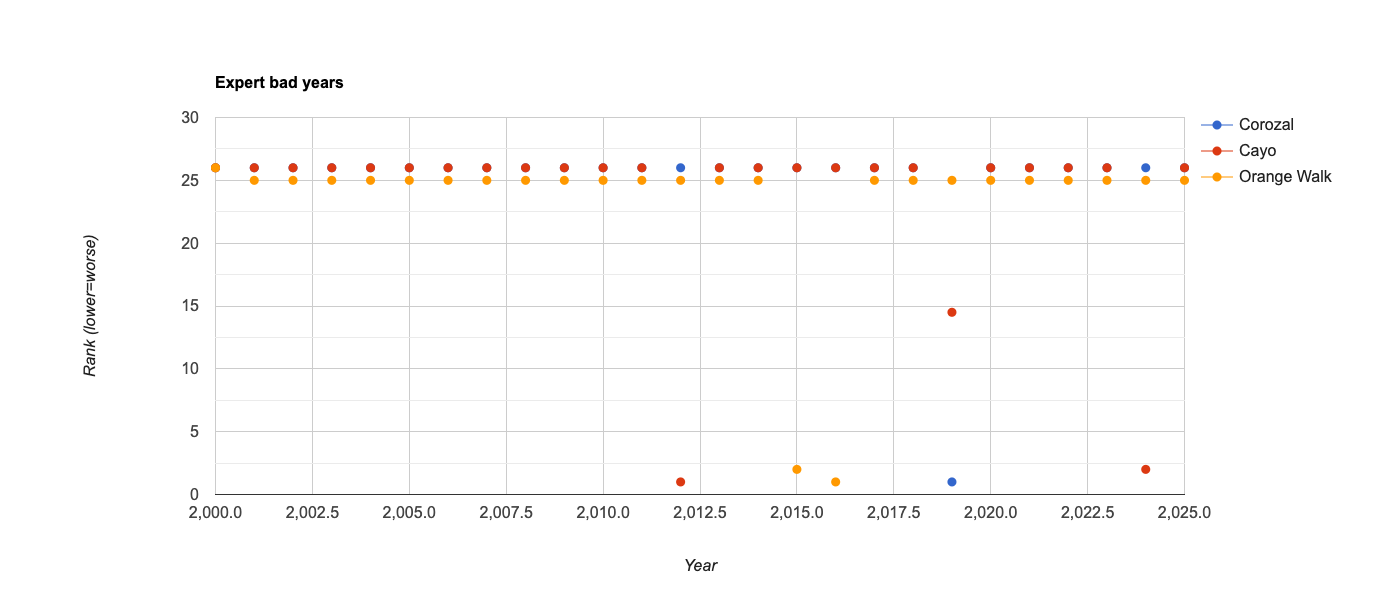 Expert bad years
30
25
20
15
10
5
0
Rank (lower=worse)
2,000.0 2,002.5 2,005.0 2,007.5 2,010.0 2,012.5 2,015.0 2,017.5 2,020.0 2,022.5 2,025.0
Year
Corozal
Cayo
Orange Walk